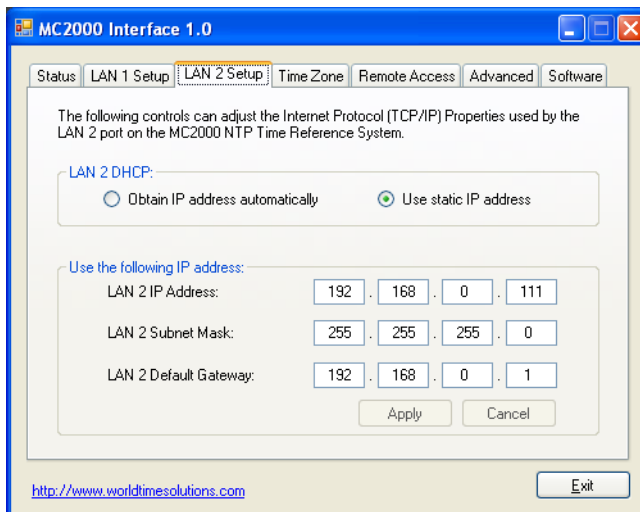 MC2000 Interface 1.0
Status LAN 1 Setup LAN 2 Setup Time Zone Remote Access Advanced Software
The following controls can adjust the Internet Protocol (TCP/IP) Properties used by the
LAN 2 port on the MC2000 NTP Time Reference System.
LAN 2 DHCP:
Obtain IP address automatically Use static IP address
Use the following IP address:
LAN 2 IP Address: 192 . 168 . 0 . 111
LAN 2 Subnet Mask: 255 . 255 . 255 . 0
LAN 2 Default Gateway: 192 . 168 . 0 . 1
Apply Cancel
http://www.worldtimesolutions.com Exit